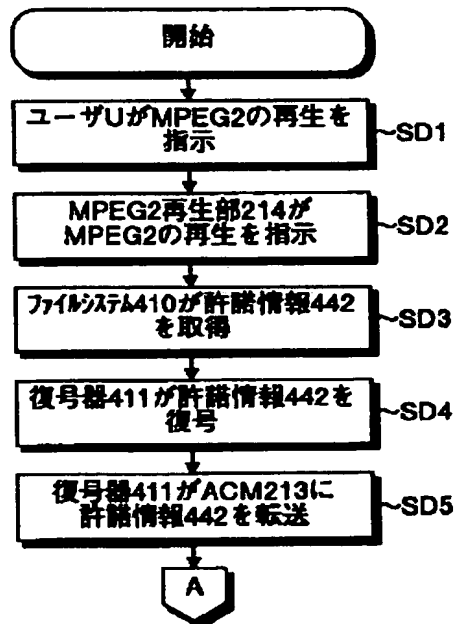 開始
ユーザUがMPEG2の再生を
指示
SD1
MPEG2再生部214が
MPEG2の再生を指示
SD2
ファイルシステム410が許諾情報442
を取得
SD3
復号器411が許諾情報442を
復号
SD4
復号器411がACM213に
許諾情報442を転送
SD5
A